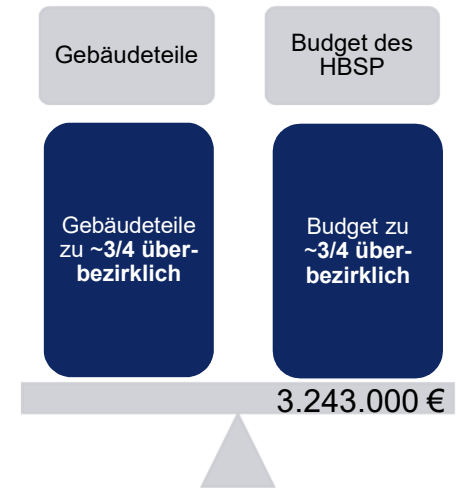 Gebäudeteile
Budget des
HBSP
Gebäudeteile
zu ~3/4 über-
bezirklich
Budget zu
~3/4 über-
bezirklich
3.243.000 €